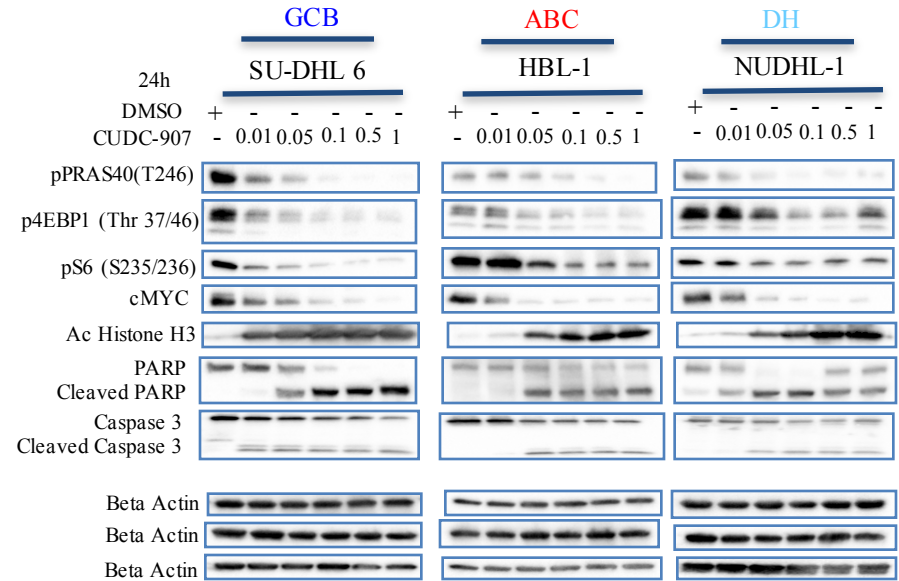 GCB ABC DH
24h SU-DHL 6 HBL-1 NUDHL-1
DMSO + - - - - - + - - - - - + - - - - -
CUDC-907 - 0.01 0.05 0.1 0.5 1 - 0.01 0.05 0.1 0.5 1 - 0.01 0.05 0.1 0.5 1
pPRAS40(T246)
p4EBP1 (Thr 37/46)
pS6 (S235/236)
cMYC
Ac Histone H3
PARP
Cleaved PARP
Caspase 3
Cleaved Caspase 3
Beta Actin
Beta Actin
Beta Actin